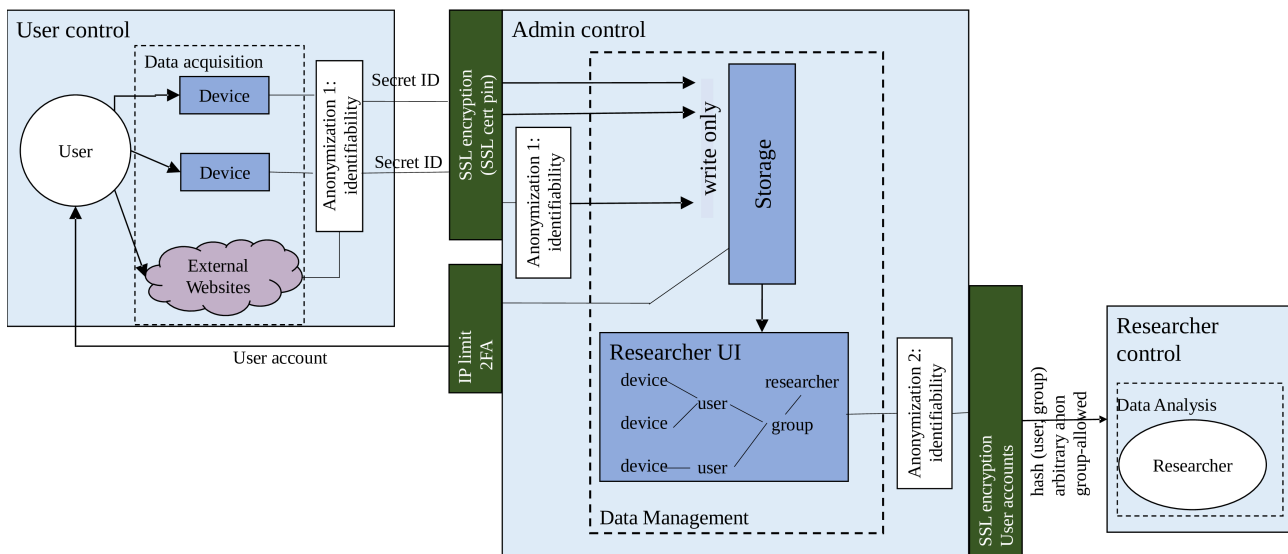 User control
Data acquisition
Device
Device
User
External
Websites
Anonymization 1:
identifiability
Secret ID
Secret ID
SSL encryption
(SSL cert pin)
User account
IP limit
2FA
Admin control
Anonymization 1:
identifiability
write only
Storage
Researcher UI
device
researcher
user
device
group
device
user
Data Management
Anonymization 2:
identifiability
SSL encryption
User accounts
hash (user, group)
arbitrary anon
group-allowed
Researcher
control
Data Analysis
Researcher